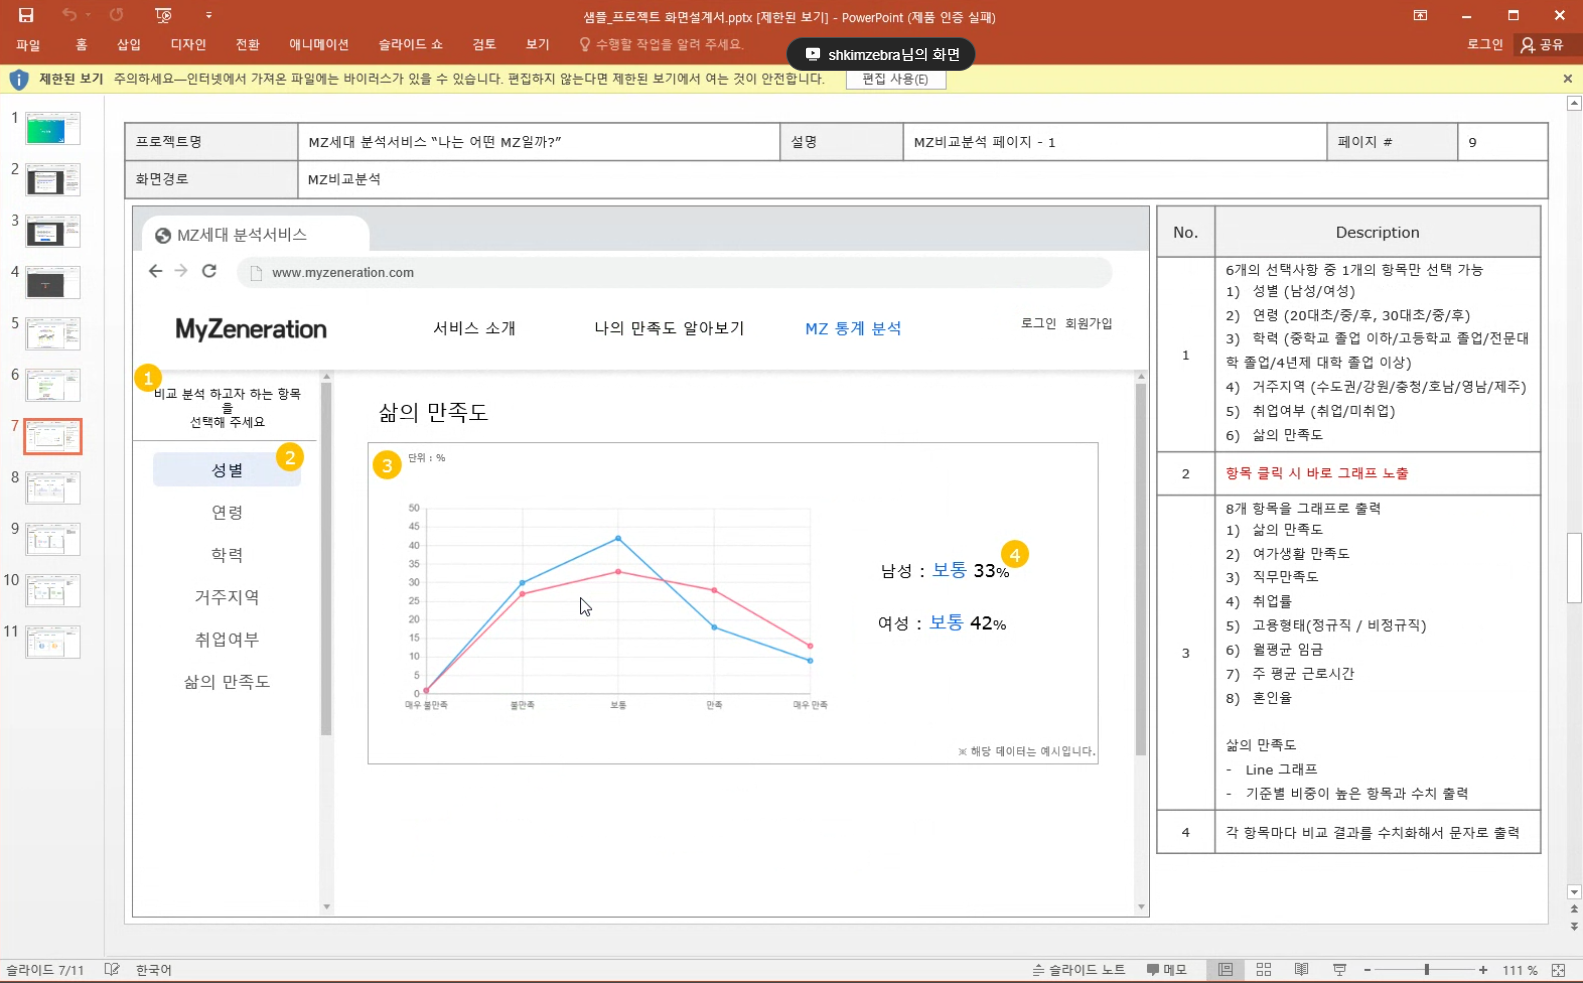 샘플_프로젝트 화면설계서.pptx [제한된 보기] - PowerPoint (제품 인증 실패)
파일 홈 삽입 디자인 전환 애니메이션 슬라이드 쇼 검토 보기 수행할 작업을 알려 주세요. 로그인 공유
shkimzebra님의 화면
제한된 보기 주의하세요—인터넷에서 가져온 파일에는 바이러스가 있을 수 있습니다. 편집하지 않는다면 제한된 보기에서 여는 것이 안전합니다. 편집 사용(E)
1
2
3
4
5
6
7
8
9
10
11
프로젝트명 MZ세대 분석서비스 “나는 어떤 MZ일까?” 설명 MZ비교분석 페이지 - 1 페이지 # 9
화면경로 MZ비교분석
MZ세대 분석서비스
www.myzeneration.com
MyZeneration 서비스 소개 나의 만족도 알아보기 MZ 통계 분석 로그인 회원가입
1
비교 분석 하고자 하는 항목
을
선택해 주세요
2
성별
연령
학력
거주지역
취업여부
삶의 만족도
삶의 만족도
3
단위 : %
50
45
40
35
30
25
20
15
10
5
0
매우 불만족 불만족 보통 만족 매우 만족
4
남성 : 보통 33%
여성 : 보통 42%
※ 해당 데이터는 예시입니다.
No. Description
1
6개의 선택사항 중 1개의 항목만 선택 가능
1) 성별 (남성/여성)
2) 연령 (20대초/중/후, 30대초/중/후)
3) 학력 (중학교 졸업 이하/고등학교 졸업/전문대
학 졸업/4년제 대학 졸업 이상)
4) 거주지역 (수도권/강원/충청/호남/영남/제주)
5) 취업여부 (취업/미취업)
6) 삶의 만족도
2 항목 클릭 시 바로 그래프 노출
3
8개 항목을 그래프로 출력
1) 삶의 만족도
2) 여가생활 만족도
3) 직무만족도
4) 취업률
5) 고용형태(정규직 / 비정규직)
6) 월평균 임금
7) 주 평균 근로시간
8) 혼인율
삶의 만족도
- Line 그래프
- 기준별 비중이 높은 항목과 수치 출력
4 각 항목마다 비교 결과를 수치화해서 문자로 출력
슬라이드 7/11 한국어 슬라이드 노트 메모 111 %